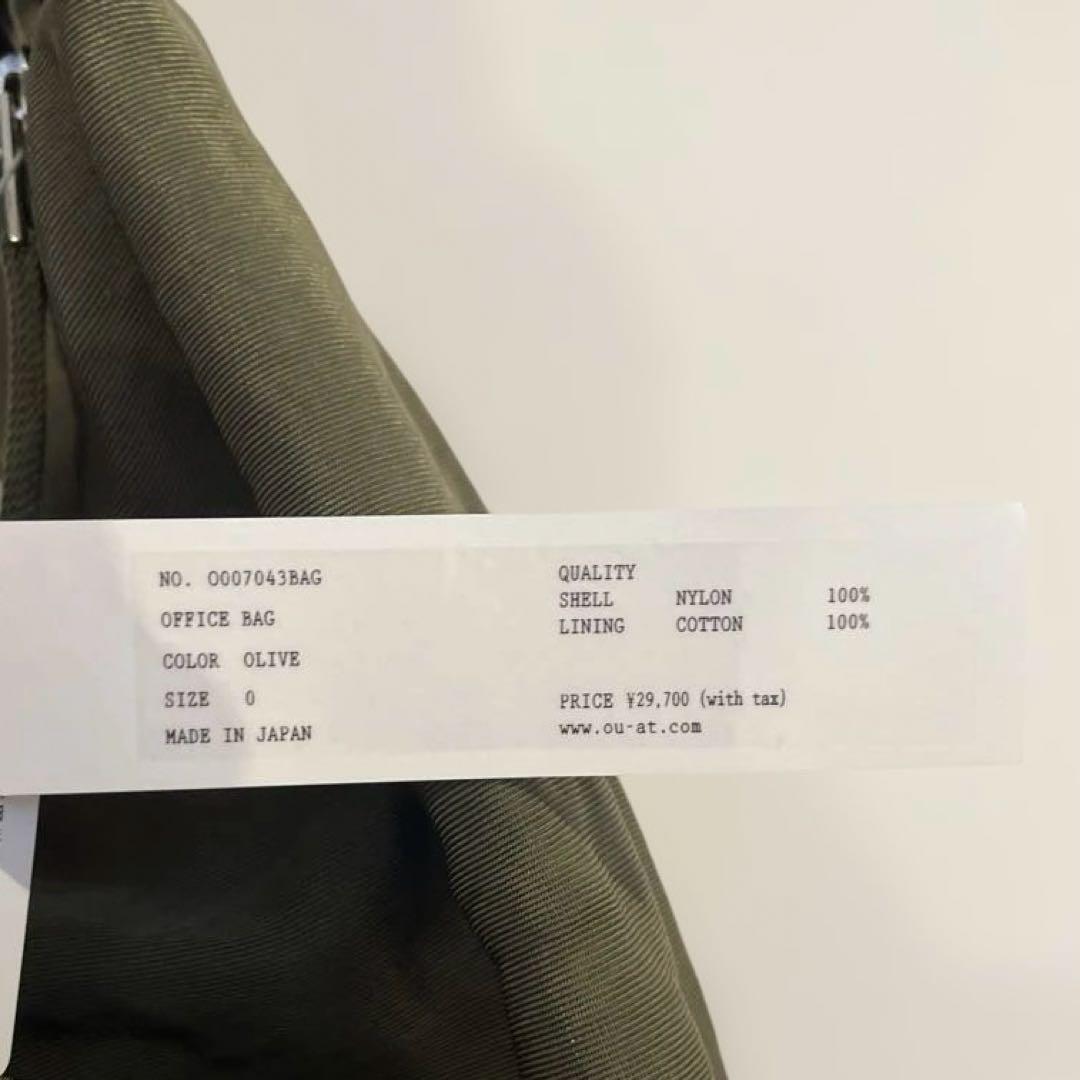 NO. O007043BAG
OFFICE BAG
COLOR OLIVE
SIZE 0
MADE IN JAPAN
QUALITY
SHELL NYLON 100%
LINING COTTON 100%
PRICE ¥29,700 (with tax)
www.ou-at.com